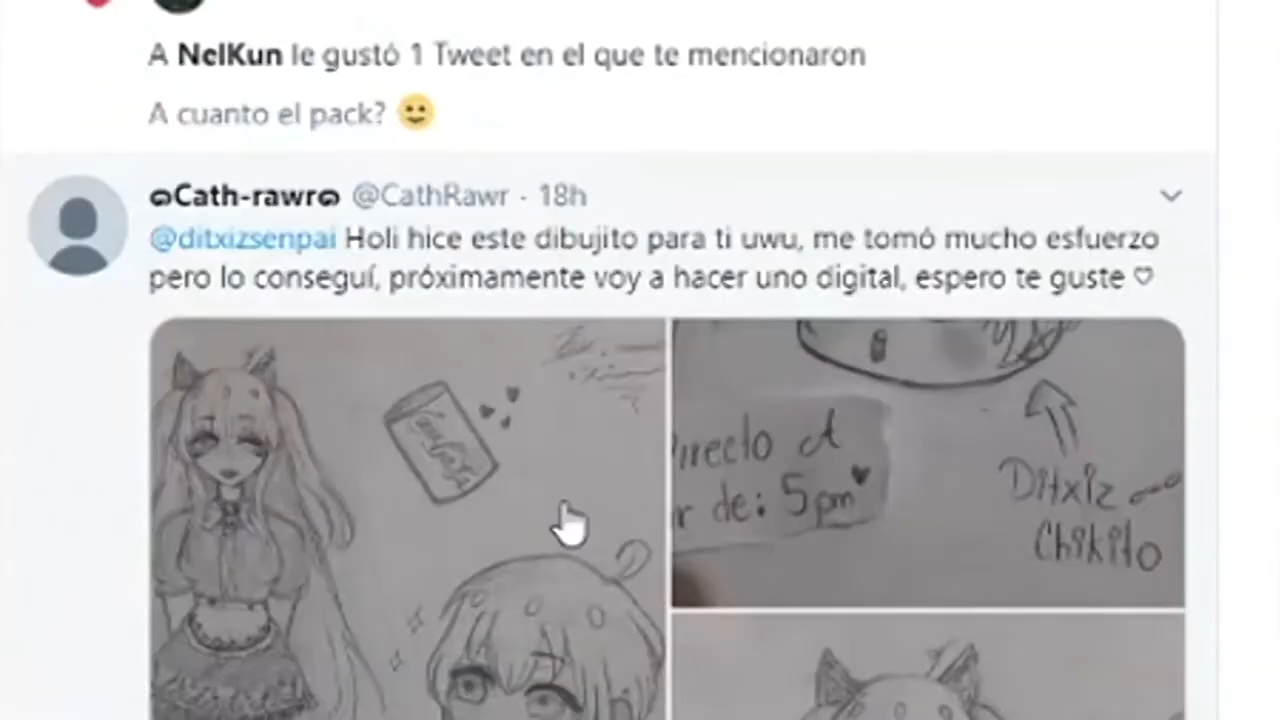 A NelKun le gustó 1 Tweet en el que te mencionaron
A cuanto el pack? 🙂
Cath-rawr @CathRawr · 18h
@ditxizsenpai Holi hice este dibujito para ti uwu, me tomó mucho esfuerzo
pero lo conseguí, próximamente voy a hacer uno digital, espero te guste ♡
A
de: 5pm
Ditxiz
Chikito